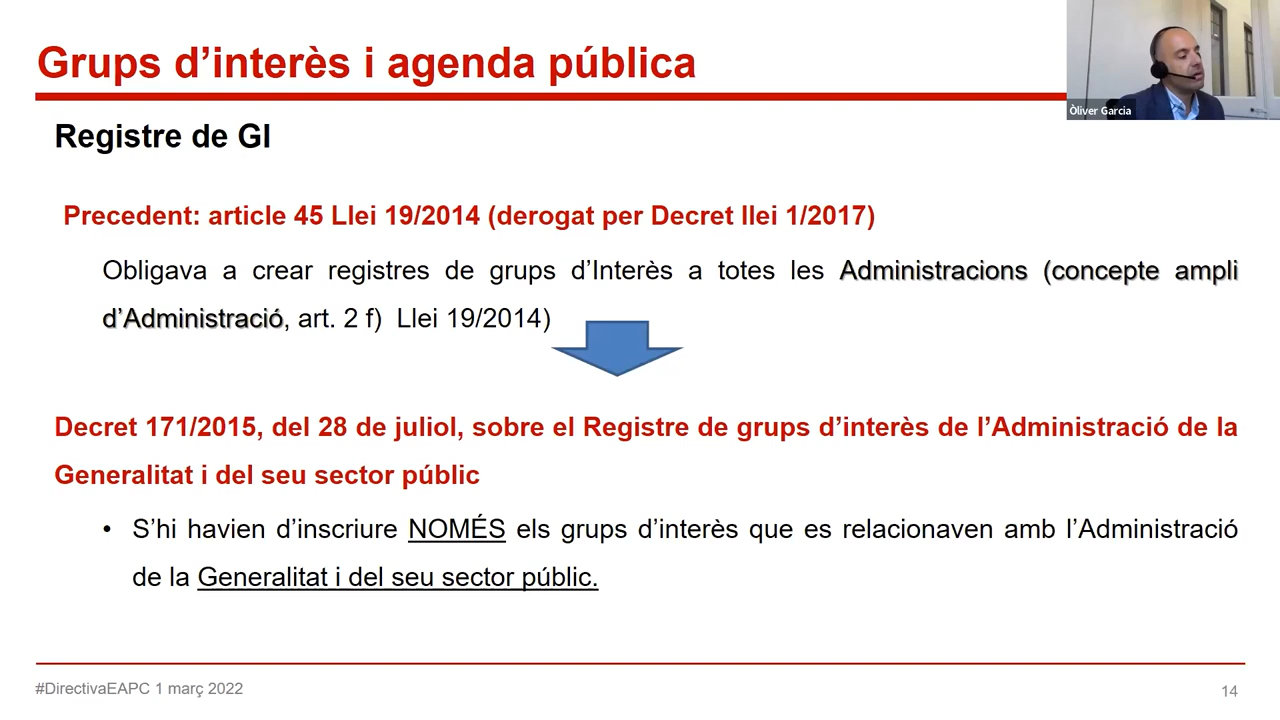 Grups d’interès i agenda pública
Òliver Garcia
Registre de GI
Precedent: article 45 Llei 19/2014 (derogat per Decret llei 1/2017)
Obligava a crear registres de grups d’Interès a totes les Administracions (concepte ampli
d’Administració, art. 2 f) Llei 19/2014)
Decret 171/2015, del 28 de juliol, sobre el Registre de grups d’interès de l’Administració de la
Generalitat i del seu sector públic
• S’hi havien d’inscriure NOMÉS els grups d’interès que es relacionaven amb l’Administració
de la Generalitat i del seu sector públic.
#DirectivaEAPC 1 març 2022
14